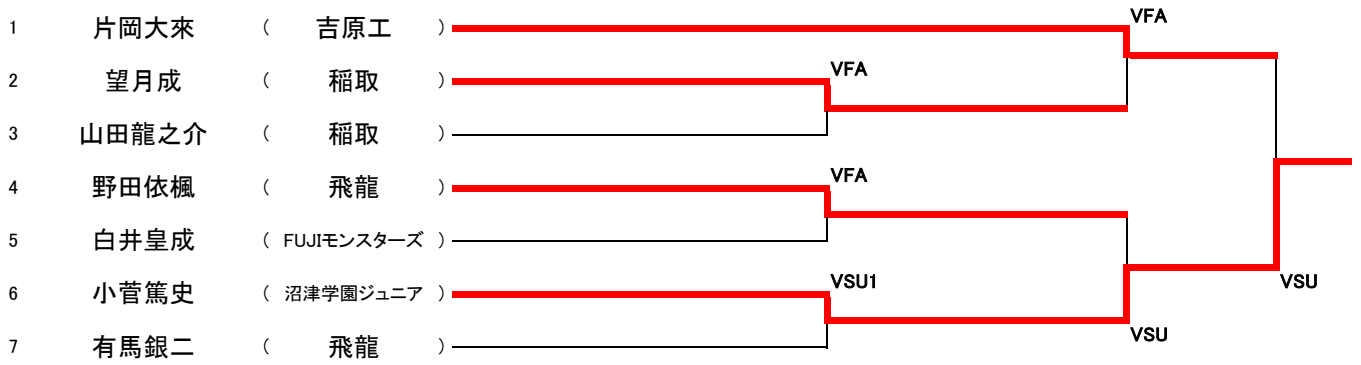 VFA
1 片岡大來 ( 吉原工 )
2 望月成 ( 稲取 ) VFA
3 山田龍之介 ( 稲取 )
4 野田依楓 ( 飛龍 ) VFA
5 白井皇成 ( FUJIモンスターズ )
6 小菅篤史 ( 沼津学園ジュニア ) VSU1 VSU
7 有馬銀二 ( 飛龍 ) VSU